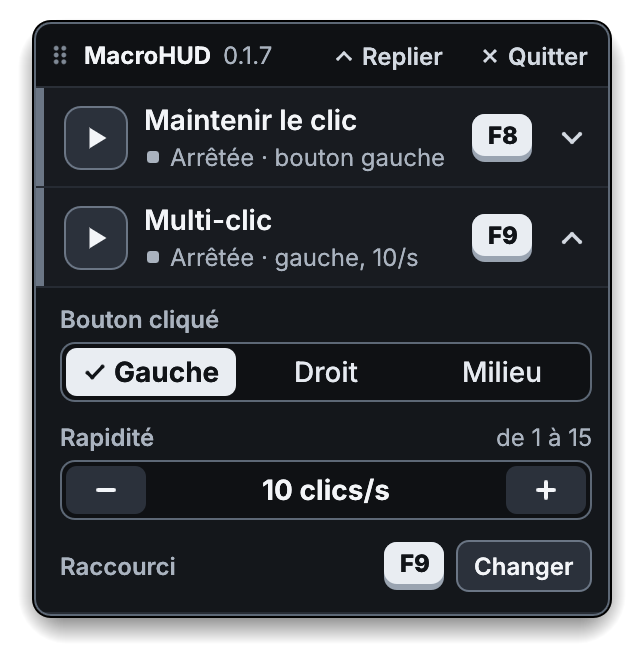 MacroHUD 0.1.7 Replier Quitter
Maintenir le clic F8
Arrêtée · bouton gauche
Multi-clic F9
Arrêtée · gauche, 10/s
Bouton cliqué
Gauche Droit Milieu
Rapidité de 1 à 15
− 10 clics/s +
Raccourci F9 Changer